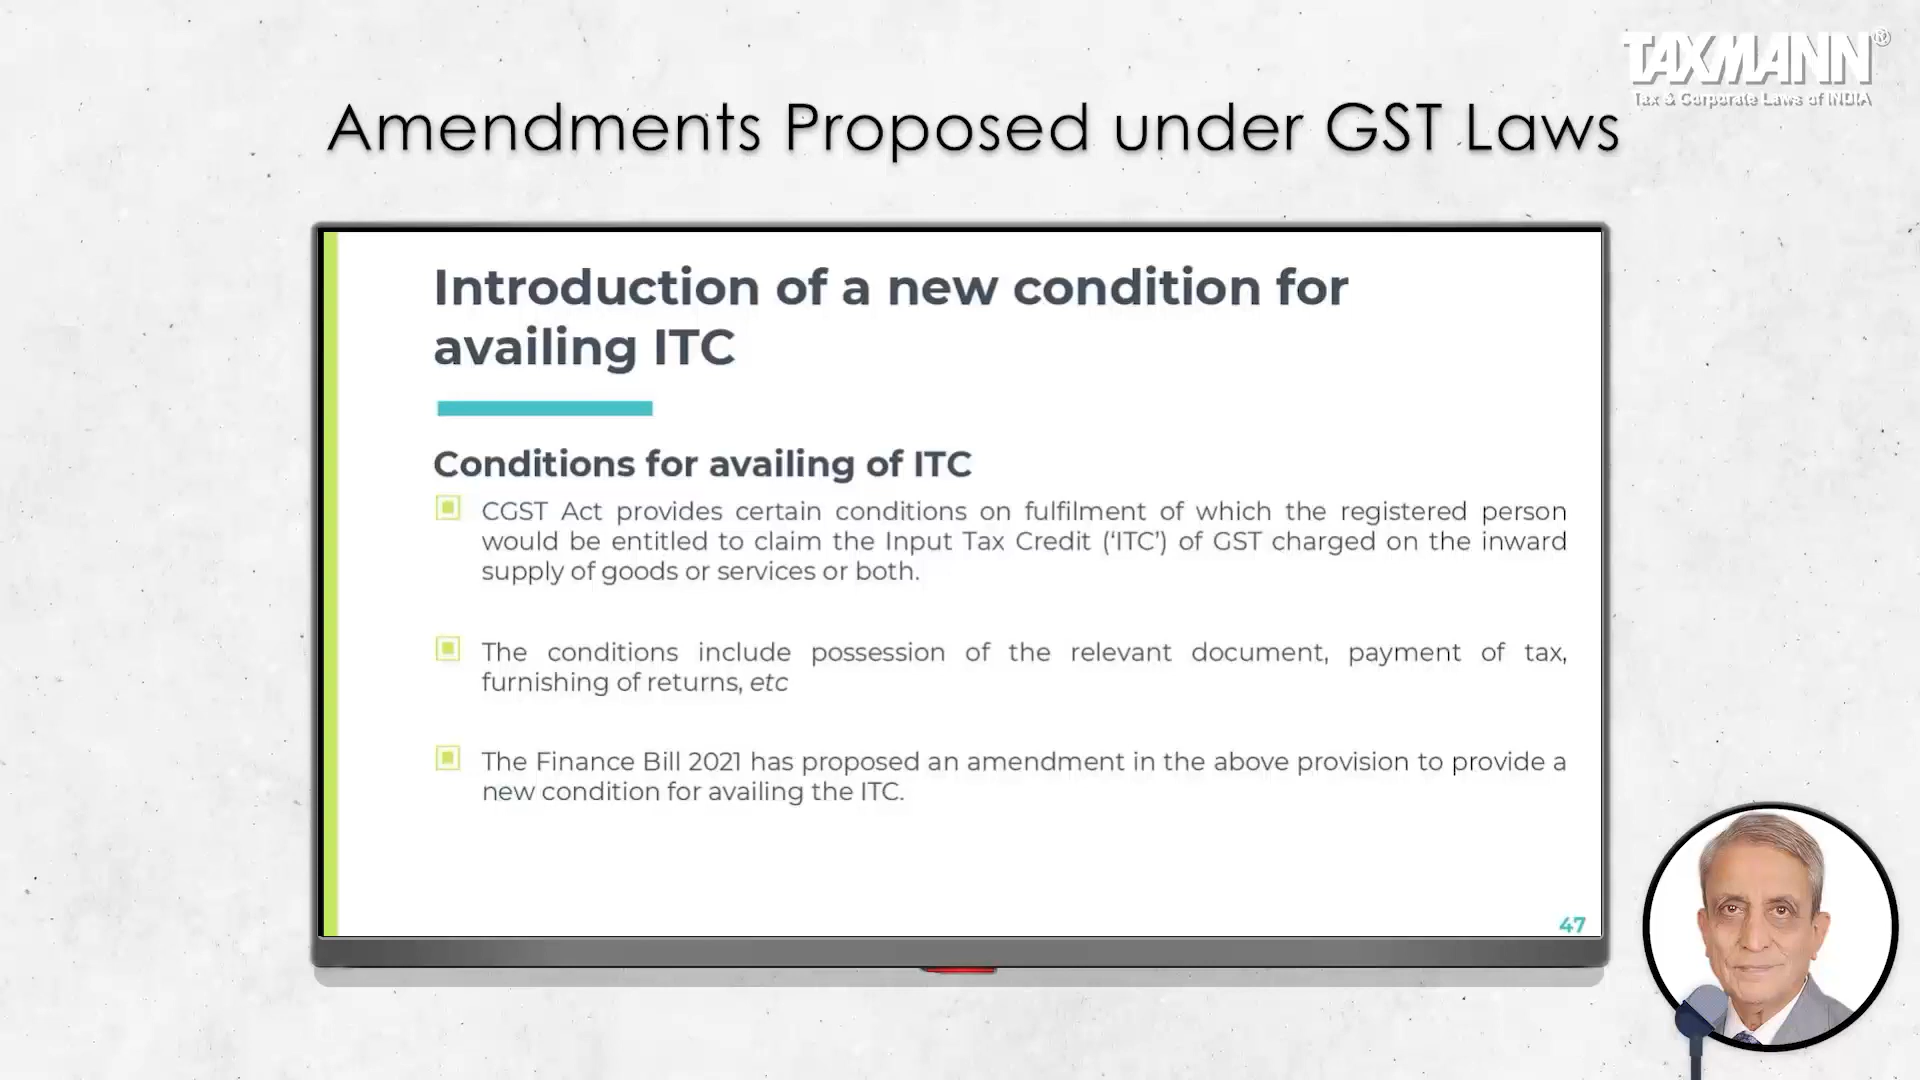 TAXMANN®
Tax & Corporate Laws of INDIA
Amendments Proposed under GST Laws
Introduction of a new condition for
availing ITC
Conditions for availing of ITC
CGST Act provides certain conditions on fulfilment of which the registered person
would be entitled to claim the Input Tax Credit (‘ITC’) of GST charged on the inward
supply of goods or services or both.
The conditions include possession of the relevant document, payment of tax,
furnishing of returns, etc
The Finance Bill 2021 has proposed an amendment in the above provision to provide a
new condition for availing the ITC.
47